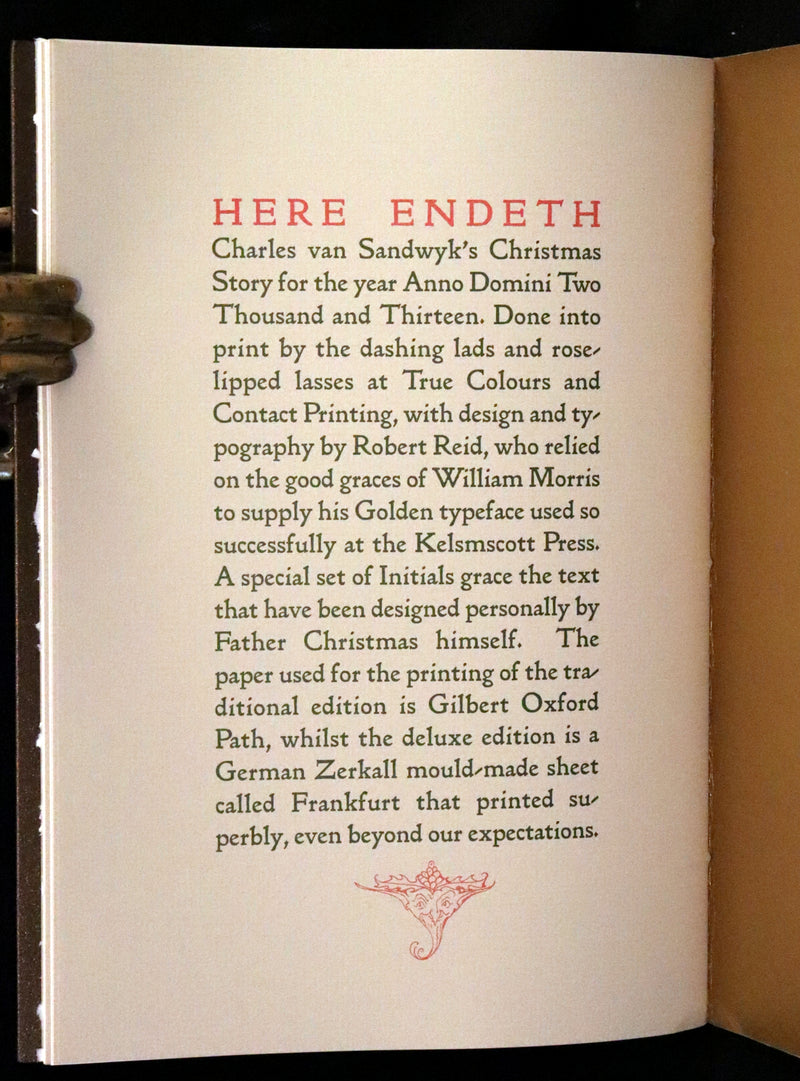 HERE ENDETH
Charles van Sandwyk's Christmas
Story for the year Anno Domini Two
Thousand and Thirteen. Done into
print by the dashing lads and rose-
lipped lasses at True Colours and
Contact Printing, with design and ty-
pography by Robert Reid, who relied
on the good graces of William Morris
to supply his Golden typeface used so
successfully at the Kelsmscott Press.
A special set of Initials grace the text
that have been designed personally by
Father Christmas himself. The
paper used for the printing of the tra-
ditional edition is Gilbert Oxford
Path, whilst the deluxe edition is a
German Zerkall mould-made sheet
called Frankfurt that printed su-
perbly, even beyond our expectations.